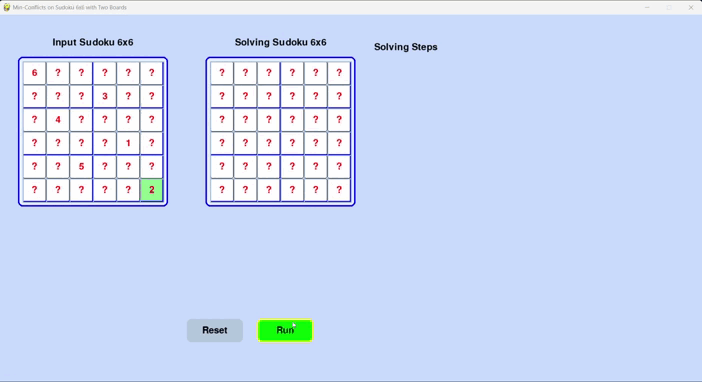 Min-Conflicts on Sudoku 6x6 with Two Boards
Input Sudoku 6x6
Solving Sudoku 6x6
Solving Steps
6 ? ? ? ? ?
? ? ? 3 ? ?
? 4 ? ? ? ?
? ? ? ? 1 ?
? ? 5 ? ? ?
? ? ? ? ? 2
? ? ? ? ? ?
? ? ? ? ? ?
? ? ? ? ? ?
? ? ? ? ? ?
? ? ? ? ? ?
? ? ? ? ? ?
Reset
Run